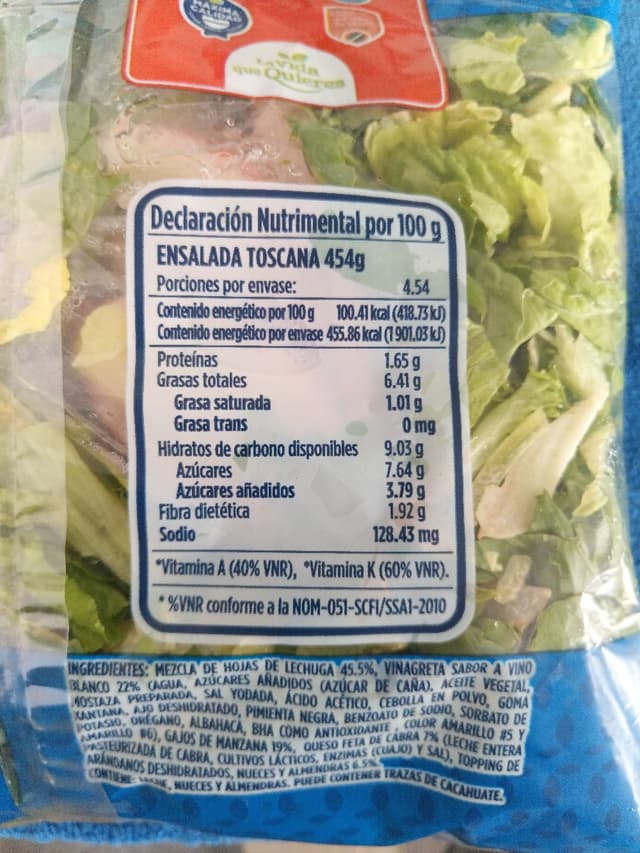 MÁXIMA
CALIDAD
La Vida
que Quieres
Declaración Nutrimental por 100 g
ENSALADA TOSCANA 454g
Porciones por envase: 4.54
Contenido energético por 100 g 100.41 kcal (418.73 kJ)
Contenido energético por envase 455.86 kcal (1 901.03 kJ)
Proteínas 1.65 g
Grasas totales 6.41 g
Grasa saturada 1.01 g
Grasa trans 0 mg
Hidratos de carbono disponibles 9.03 g
Azúcares 7.64 g
Azúcares añadidos 3.79 g
Fibra dietética 1.92 g
Sodio 128.43 mg
*Vitamina A (40% VNR), *Vitamina K (60% VNR).
*%VNR conforme a la NOM-051-SCFI/SSA1-2010
INGREDIENTES: MEZCLA DE HOJAS DE LECHUGA 45.5%, VINAGRETA SABOR A VINO
BLANCO 22% (AGUA, AZÚCARES AÑADIDOS (AZÚCAR DE CAÑA), ACEITE VEGETAL,
MOSTAZA PREPARADA, SAL YODADA, ÁCIDO ACÉTICO, CEBOLLA EN POLVO, GOMA
XANTANA, AJO DESHIDRATADO, PIMIENTA NEGRA, BENZOATO DE SODIO, SORBATO DE
POTASIO, ORÉGANO, ALBAHACA, BHA COMO ANTIOXIDANTE, COLOR AMARILLO #5 Y
AMARILLO #6), GAJOS DE MANZANA 19%, QUESO FETA DE CABRA 7% (LECHE ENTERA
PASTEURIZADA DE CABRA, CULTIVOS LÁCTICOS, ENZIMAS (CUAJO) Y SAL), TOPPING DE
ARÁNDANOS DESHIDRATADOS, NUECES Y ALMENDRAS 6.5%.
CONTIENE: LECHE, NUECES Y ALMENDRAS. PUEDE CONTENER TRAZAS DE CACAHUATE.